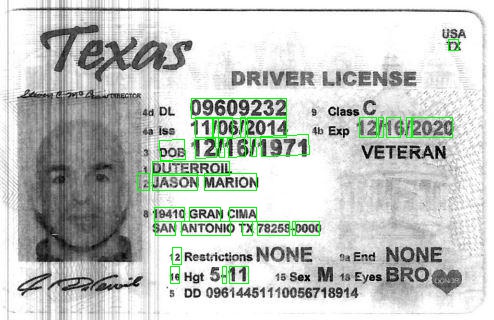 Texas
USA
TX
DRIVER LICENSE
DIRECTOR
4d DL 09609232 9 Class C
4a Iss 11/06/2014 4b Exp 12/16/2020
3 DOB 12/16/1971 VETERAN
1 DUTERROIL
2 JASON MARION
8 19410 GRAN CIMA
SAN ANTONIO TX 78255-0000
12 Restrictions NONE 9a End NONE
16 Hgt 5-11 15 Sex M 18 Eyes BRO
DONOR
5 DD 09614451110056718914